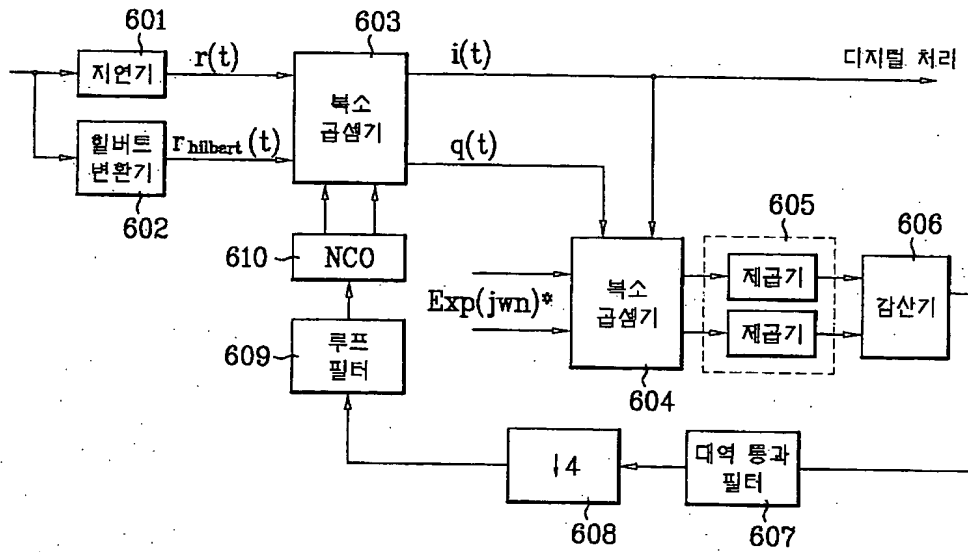 601
603
지연기
r(t)
i(t)
디지털 처리
복소
곱셈기
힐버트
변환기
r hilbert (t)
q(t)
602
605
606
610
NCO
제곱기
복소
곱셈기
Exp(jwn)*
감산기
제곱기
609
루프
필터
604
↓4
대역 통과
필터
608
607